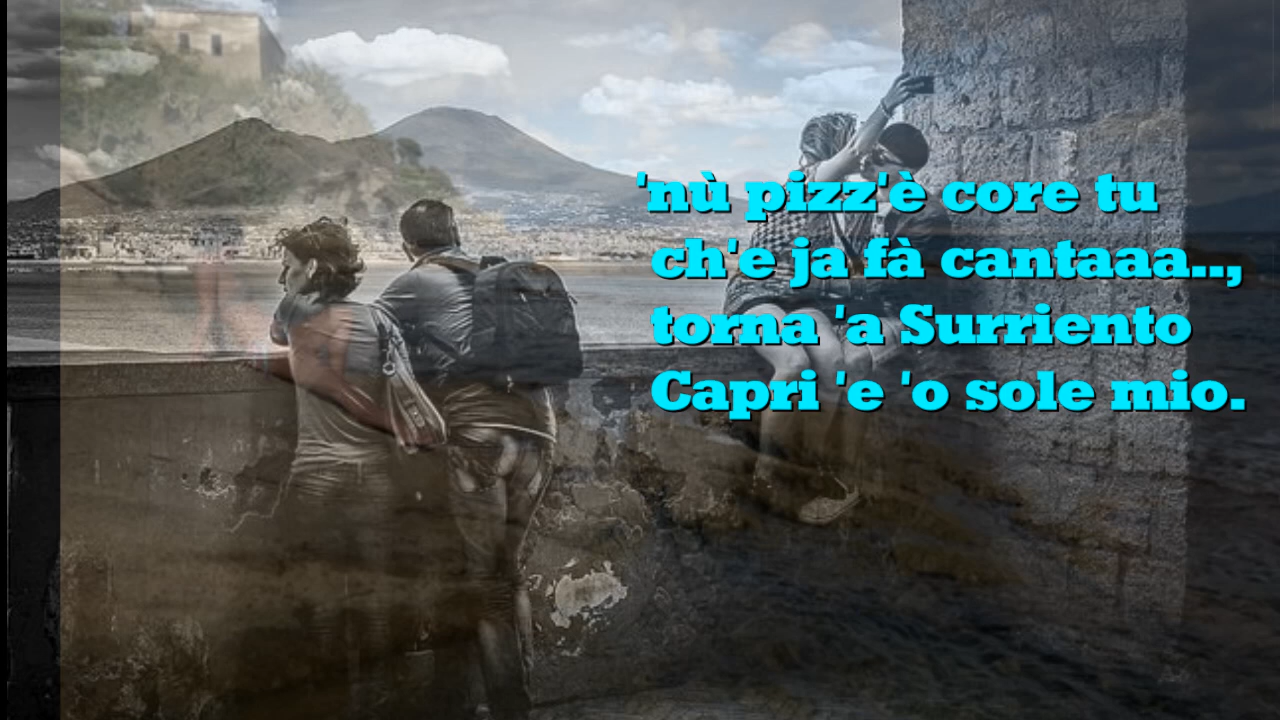 'nù pizz'è core tu
ch'e ja fà cantaaa..,
torna 'a Surriento
Capri 'e 'o sole mio.